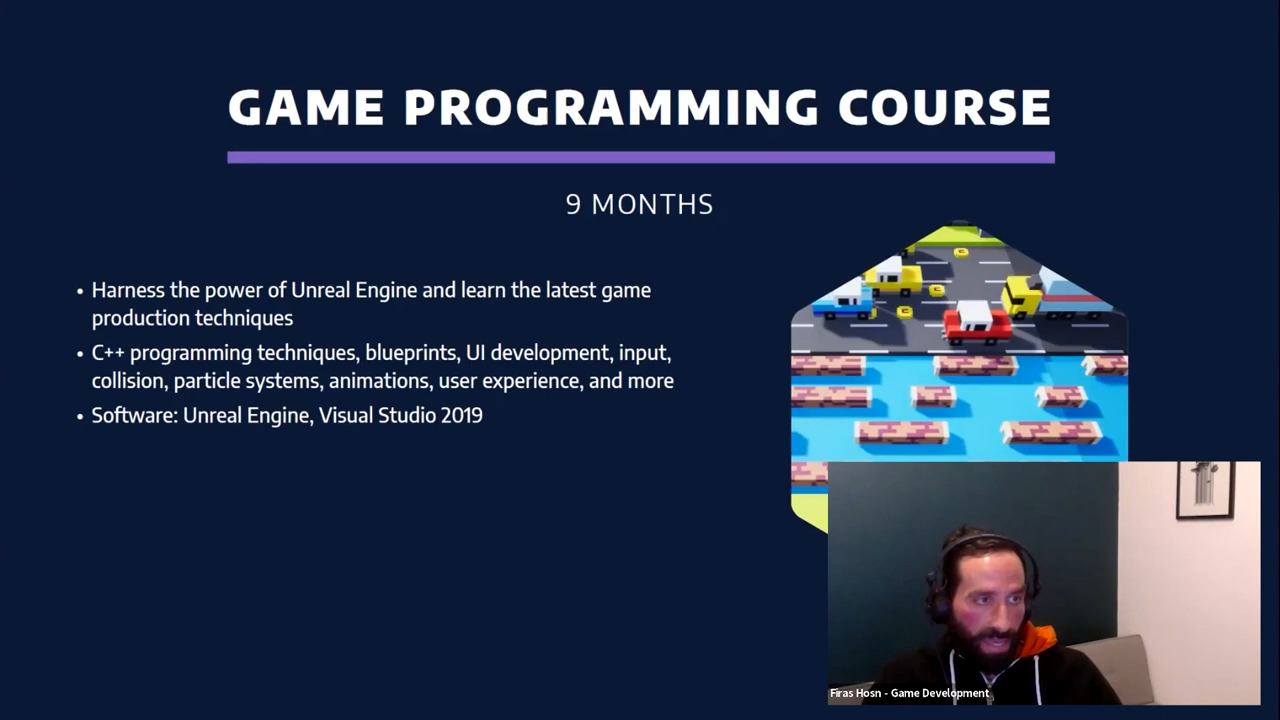 GAME PROGRAMMING COURSE
9 MONTHS
• Harness the power of Unreal Engine and learn the latest game
production techniques
• C++ programming techniques, blueprints, UI development, input,
collision, particle systems, animations, user experience, and more
• Software: Unreal Engine, Visual Studio 2019
Firas Hosn - Game Development